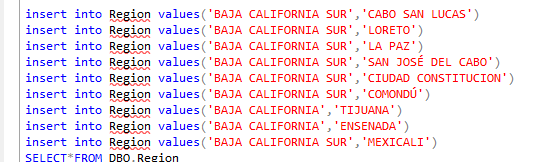 insert into Region values('BAJA CALIFORNIA SUR','CABO SAN LUCAS')
insert into Region values('BAJA CALIFORNIA SUR','LORETO')
insert into Region values('BAJA CALIFORNIA SUR','LA PAZ')
insert into Region values('BAJA CALIFORNIA SUR','SAN JOSÉ DEL CABO')
insert into Region values('BAJA CALIFORNIA SUR','CIUDAD CONSTITUCION')
insert into Region values('BAJA CALIFORNIA SUR','COMONDÚ')
insert into Region values('BAJA CALIFORNIA','TIJUANA')
insert into Region values('BAJA CALIFORNIA','ENSENADA')
insert into Region values('BAJA CALIFORNIA SUR','MEXICALI')
SELECT*FROM DBO.Region